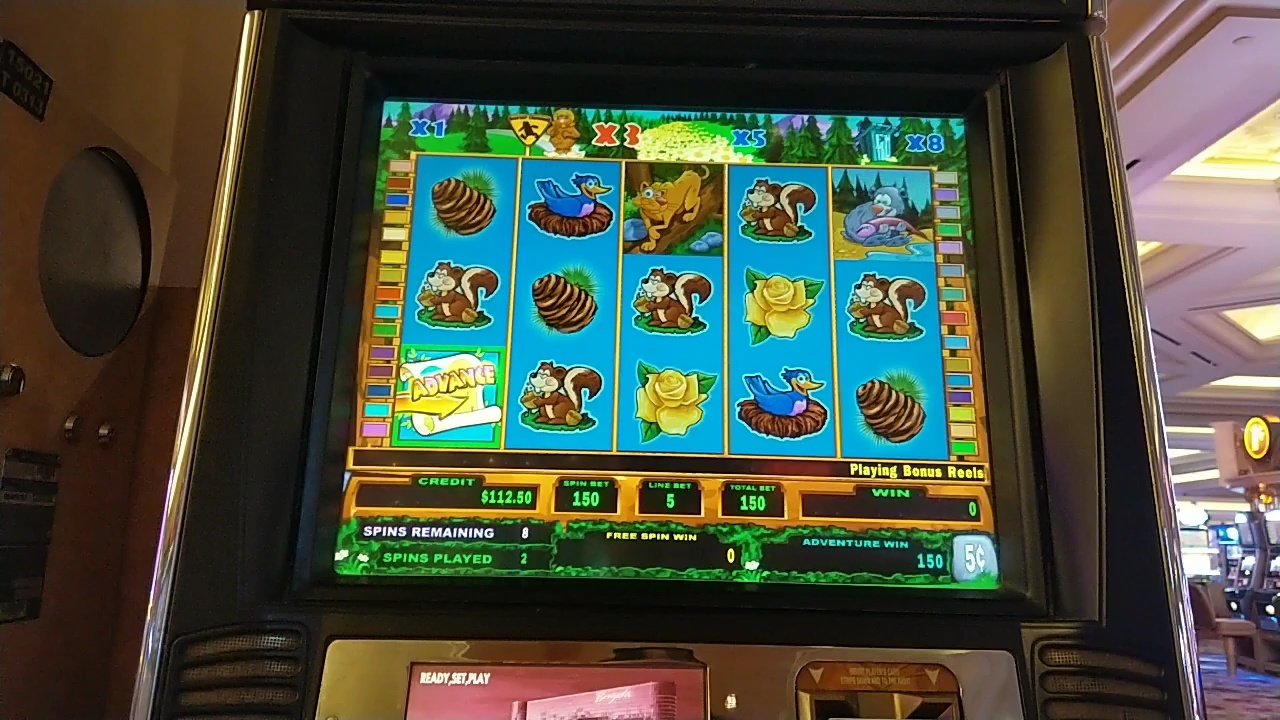 X1 X3 X5 X8
ADVANCE
Playing Bonus Reels
CREDIT
$112.50
SPIN BET
150
LINE BET
5
TOTAL BET
150
WIN
0
SPINS REMAINING 8
SPINS PLAYED 2
FREE SPIN WIN
0
ADVENTURE WIN
150
5¢
READY,SET,PLAY